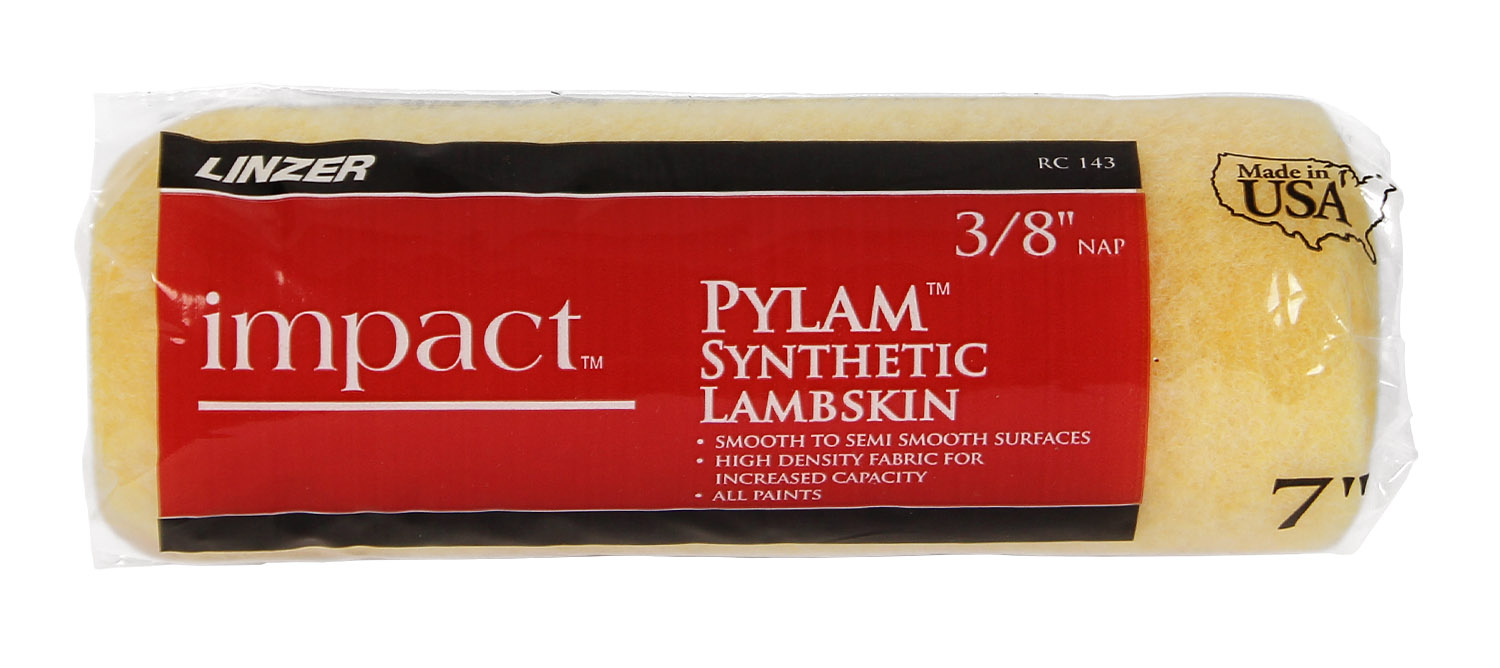 LINZER
RC 143
Made in
USA
3/8" NAP
impact™
PYLAM™
SYNTHETIC
LAMBSKIN
• SMOOTH TO SEMI SMOOTH SURFACES
• HIGH DENSITY FABRIC FOR
INCREASED CAPACITY
• ALL PAINTS
7"